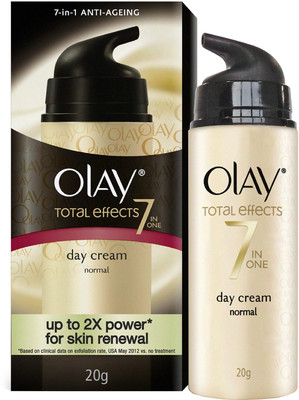 7-in-1 ANTI-AGEING
OLAY®
TOTAL EFFECTS
7 IN ONE
day cream
normal
up to 2X power*
for skin renewal
*Based on clinical data on exfoliation rate, USA May 2012 vs. no treatment
20g
OLAY®
TOTAL EFFECTS
7 IN ONE
day cream
normal
20g